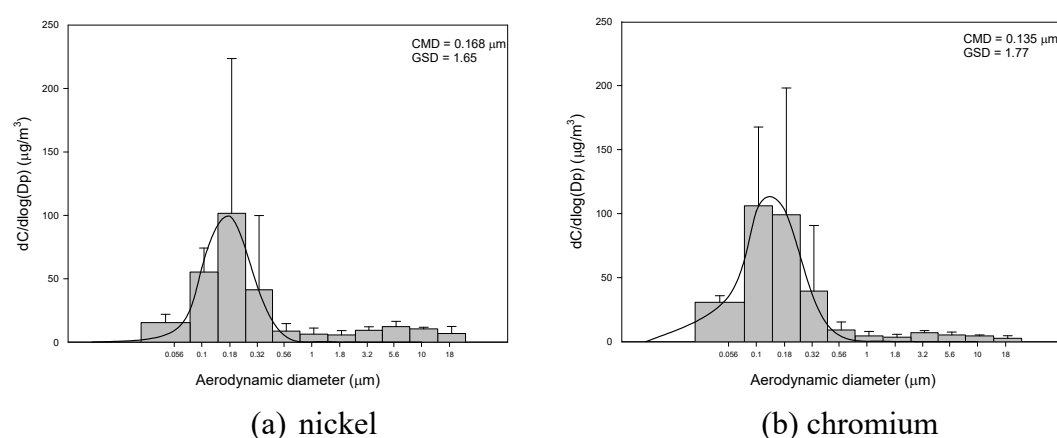 250
200
150
100
50
0
dC/dlog(Dp) (μg/m³)
CMD = 0.168 μm
GSD = 1.65
0.056 0.1 0.18 0.32 0.56 1 1.8 3.2 5.6 10 18
Aerodynamic diameter (μm)
(a) nickel
250
200
150
100
50
0
dC/dlog(Dp) (μg/m³)
CMD = 0.135 μm
GSD = 1.77
0.056 0.1 0.18 0.32 0.56 1 1.8 3.2 5.6 10 18
Aerodynamic diameter (μm)
(b) chromium